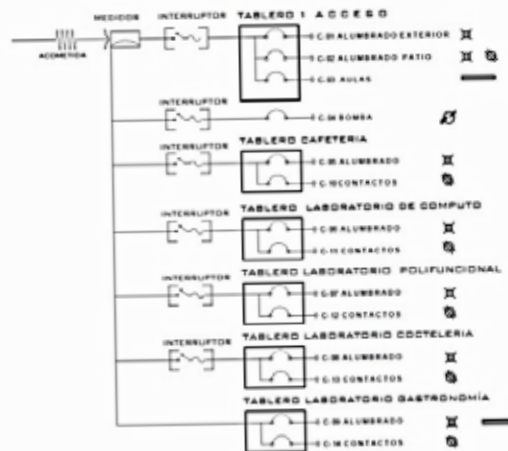 MEDIDOR INTERRUPTOR TABLERO 1 ACCESO
ACOMETIDA
C-01 ALUMBRADO EXTERIOR
C-02 ALUMBRADO PATIO
C-03 AULAS
INTERRUPTOR
C-04 BOMBA
INTERRUPTOR TABLERO CAFETERIA
C-05 ALUMBRADO
C-10 CONTACTOS
INTERRUPTOR TABLERO LABORATORIO DE COMPUTO
C-06 ALUMBRADO
C-11 CONTACTOS
INTERRUPTOR TABLERO LABORATORIO POLIFUNCIONAL
C-07 ALUMBRADO
C-12 CONTACTOS
INTERRUPTOR TABLERO LABORATORIO COCTELERIA
C-08 ALUMBRADO
C-13 CONTACTOS
TABLERO LABORATORIO GASTRONOMÍA
C-09 ALUMBRADO
C-14 CONTACTOS